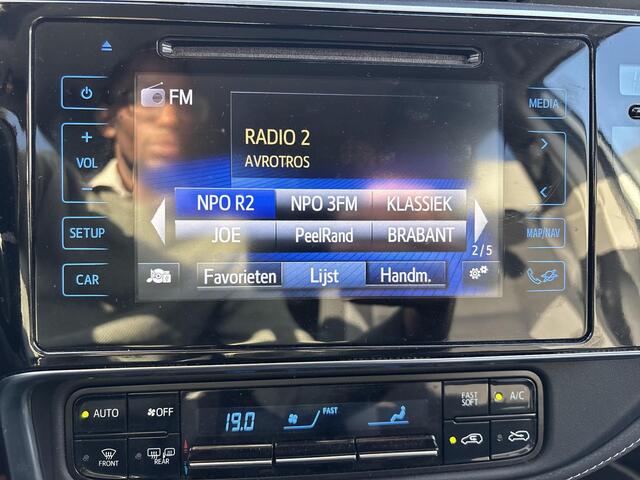 FM
MEDIA
RADIO 2
AVROTROS
+
VOL
−
NPO R2 NPO 3FM KLASSIEK
JOE PeelRand BRABANT
2/5
SETUP
MAP/NAV
CAR
Favorieten Lijst Handm.
AUTO OFF
19.0 FAST
FAST
SOFT
A/C
FRONT REAR